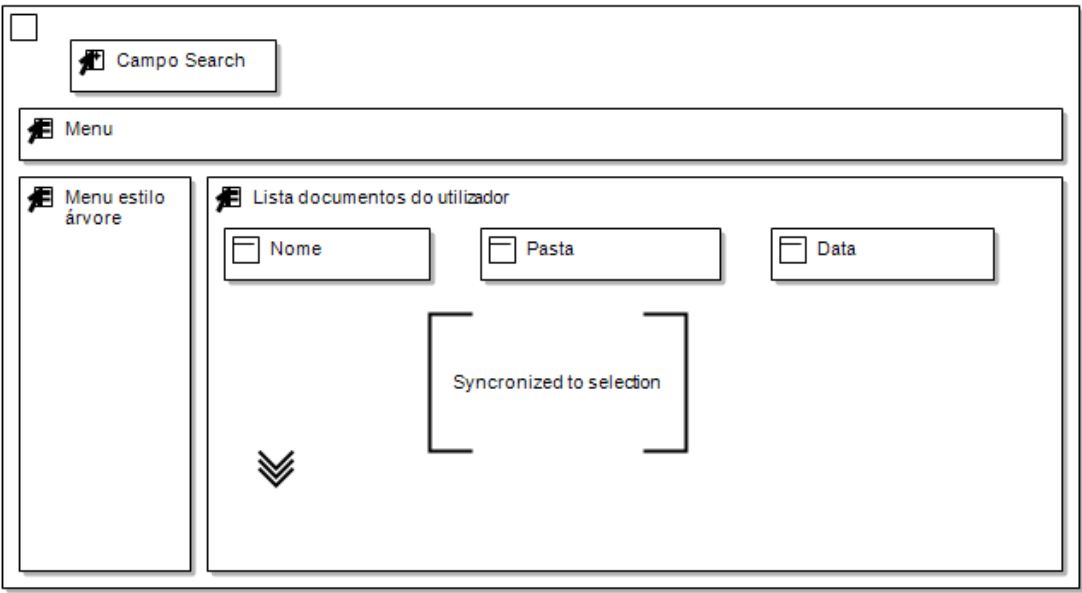 Campo Search
Menu
Menu estilo
árvore
Lista documentos do utilizador
Nome
Pasta
Data
Syncronized to selection